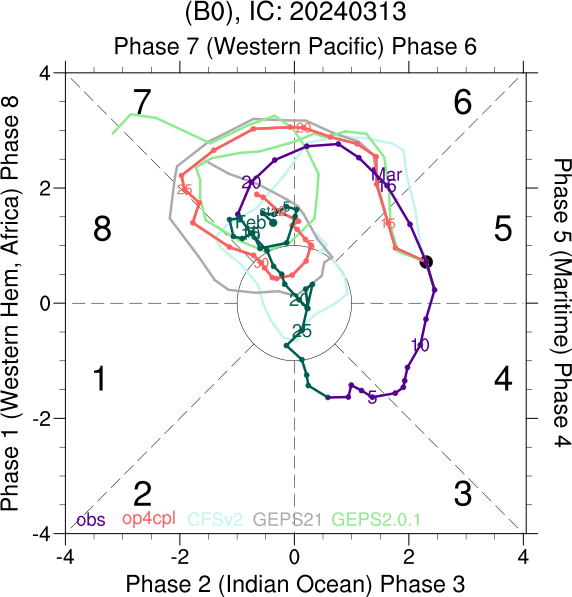 (B0), IC: 20240313
Phase 7 (Western Pacific) Phase 6
4
7
6
Phase 1 (Western Hem, Africa) Phase 8
Phase 5 (Maritime) Phase 4
Mar
15
20
20
25
2
start
5
Feb
15
8
5
5
30
0
20
25
10
1
4
5
-2
2
3
obs
op4cpl
CFSv2
GEPS21
GEPS2.0.1
-4
-4
-2
0
2
4
Phase 2 (Indian Ocean) Phase 3